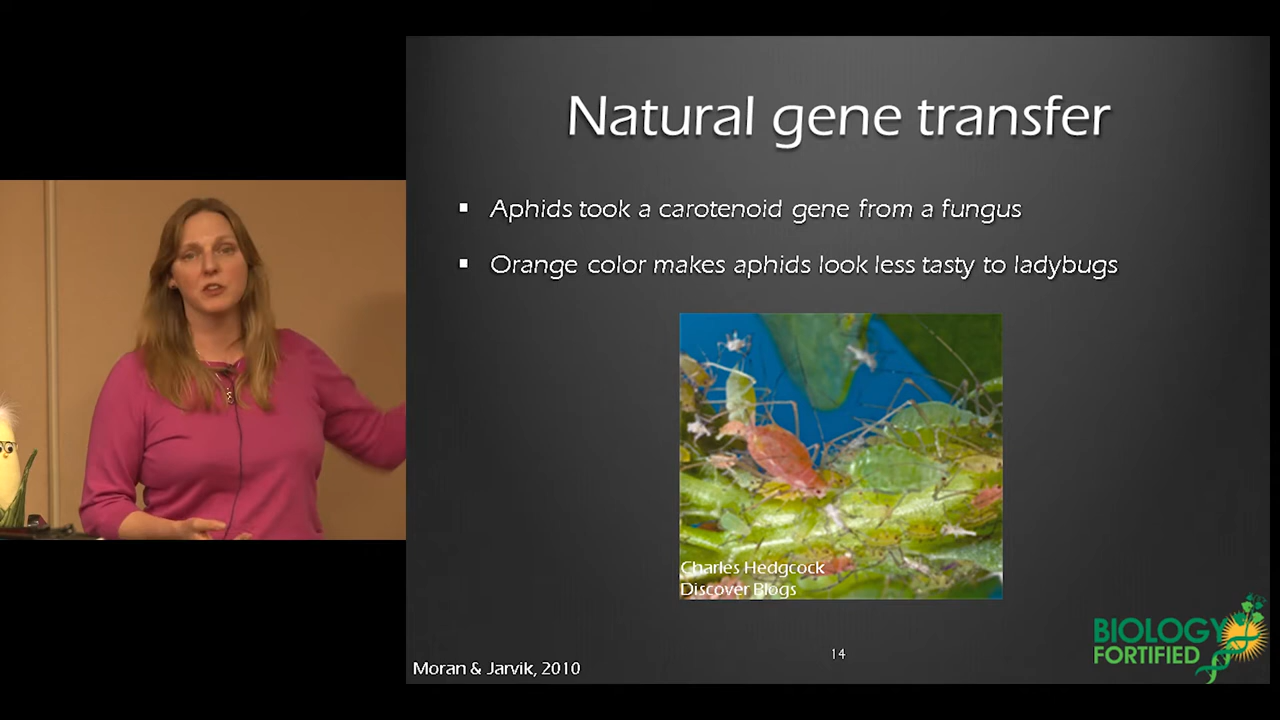 Natural gene transfer
▪ Aphids took a carotenoid gene from a fungus
▪ Orange color makes aphids look less tasty to ladybugs
Charles Hedgcock
Discover Blogs
14
Moran & Jarvik, 2010
BIOLOGY
FORTIFIED